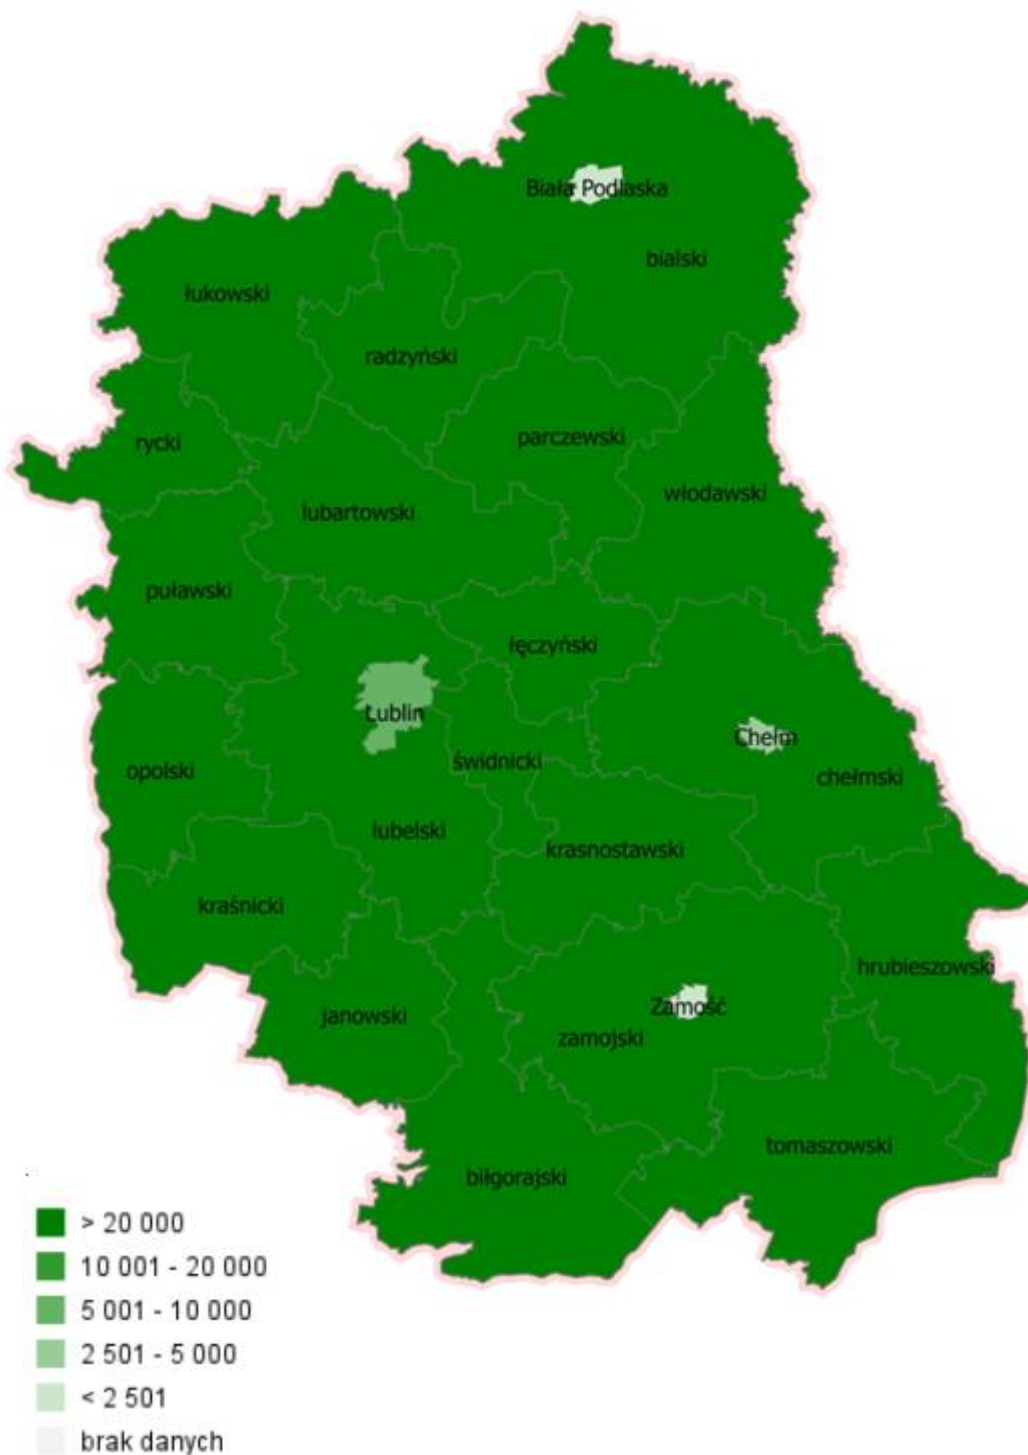 Biała Podlaska
bialski
łukowski
radzyński
parczewski
rycki
włodawski
lubartowski
puławski
łęczyński
Lublin
Chełm
świdnicki
opolski
chełmski
lubelski
krasnostawski
kraśnicki
hrubieszowski
Zamość
janowski
zamojski
tomaszowski
biłgorajski
> 20 000
10 001 - 20 000
5 001 - 10 000
2 501 - 5 000
< 2 501
brak danych